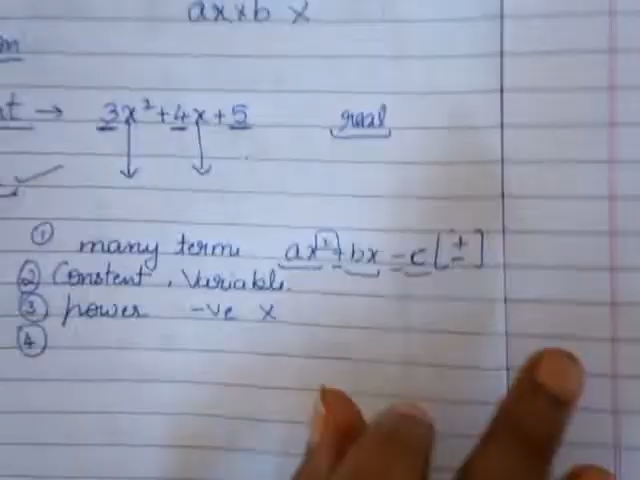 ax x b ×
m
t → 3x² + 4x + 5 real
① many term ax² + bx - c [+ -]
② Constent, Variable
③ power -ve ×
④